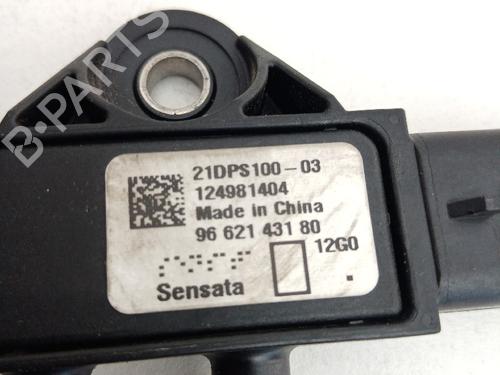 B-PARTS
21DPS100-03
124981404
Made in China
96 621 431 80
12G0
Sensata